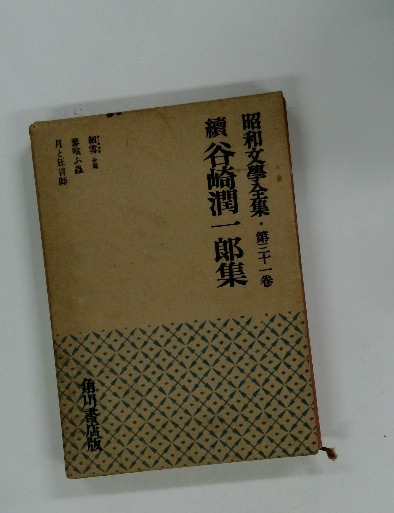 昭和文學全集・第三十一巻
續 谷崎潤一郎集
細雪 全篇
蓼喰ふ蟲
月と狂言師
角川書店版